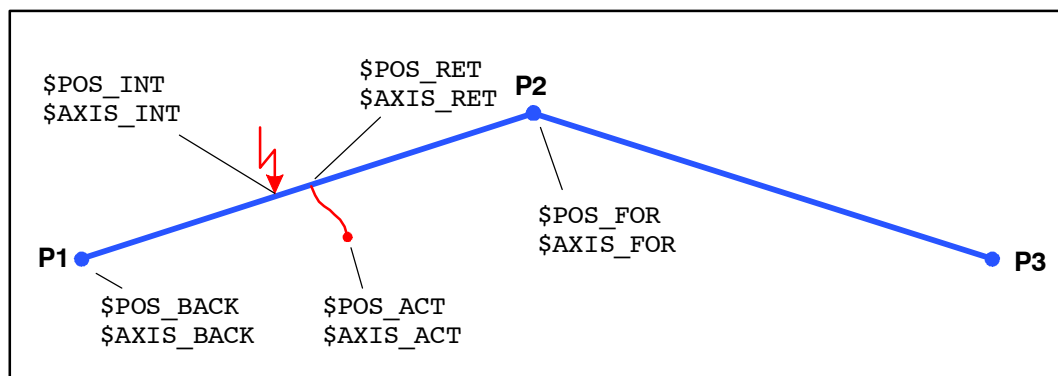 $POS_INT
$AXIS_INT
$POS_RET
$AXIS_RET
P2
$POS_FOR
$AXIS_FOR
P1
P3
$POS_BACK
$AXIS_BACK
$POS_ACT
$AXIS_ACT